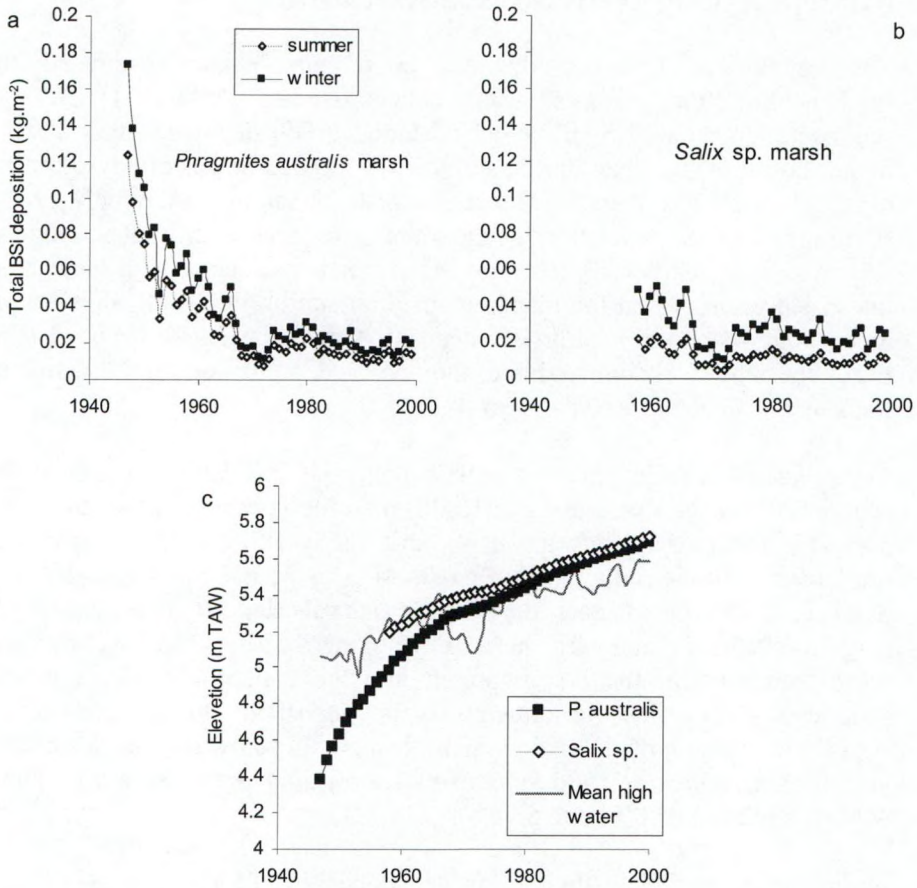 a
Total BSi deposition (kg.m-2)
0.2
0.18
0.16
0.14
0.12
0.1
0.08
0.06
0.04
0.02
0
1940 1960 1980 2000
summer
winter
Phragmites australis marsh
b
0.2
0.18
0.16
0.14
0.12
0.1
0.08
0.06
0.04
0.02
0
1940 1960 1980 2000
Salix sp. marsh
c
Elevetion (m TAW)
6
5.8
5.6
5.4
5.2
5
4.8
4.6
4.4
4.2
4
1940 1960 1980 2000
P. australis
Salix sp.
Mean high
water